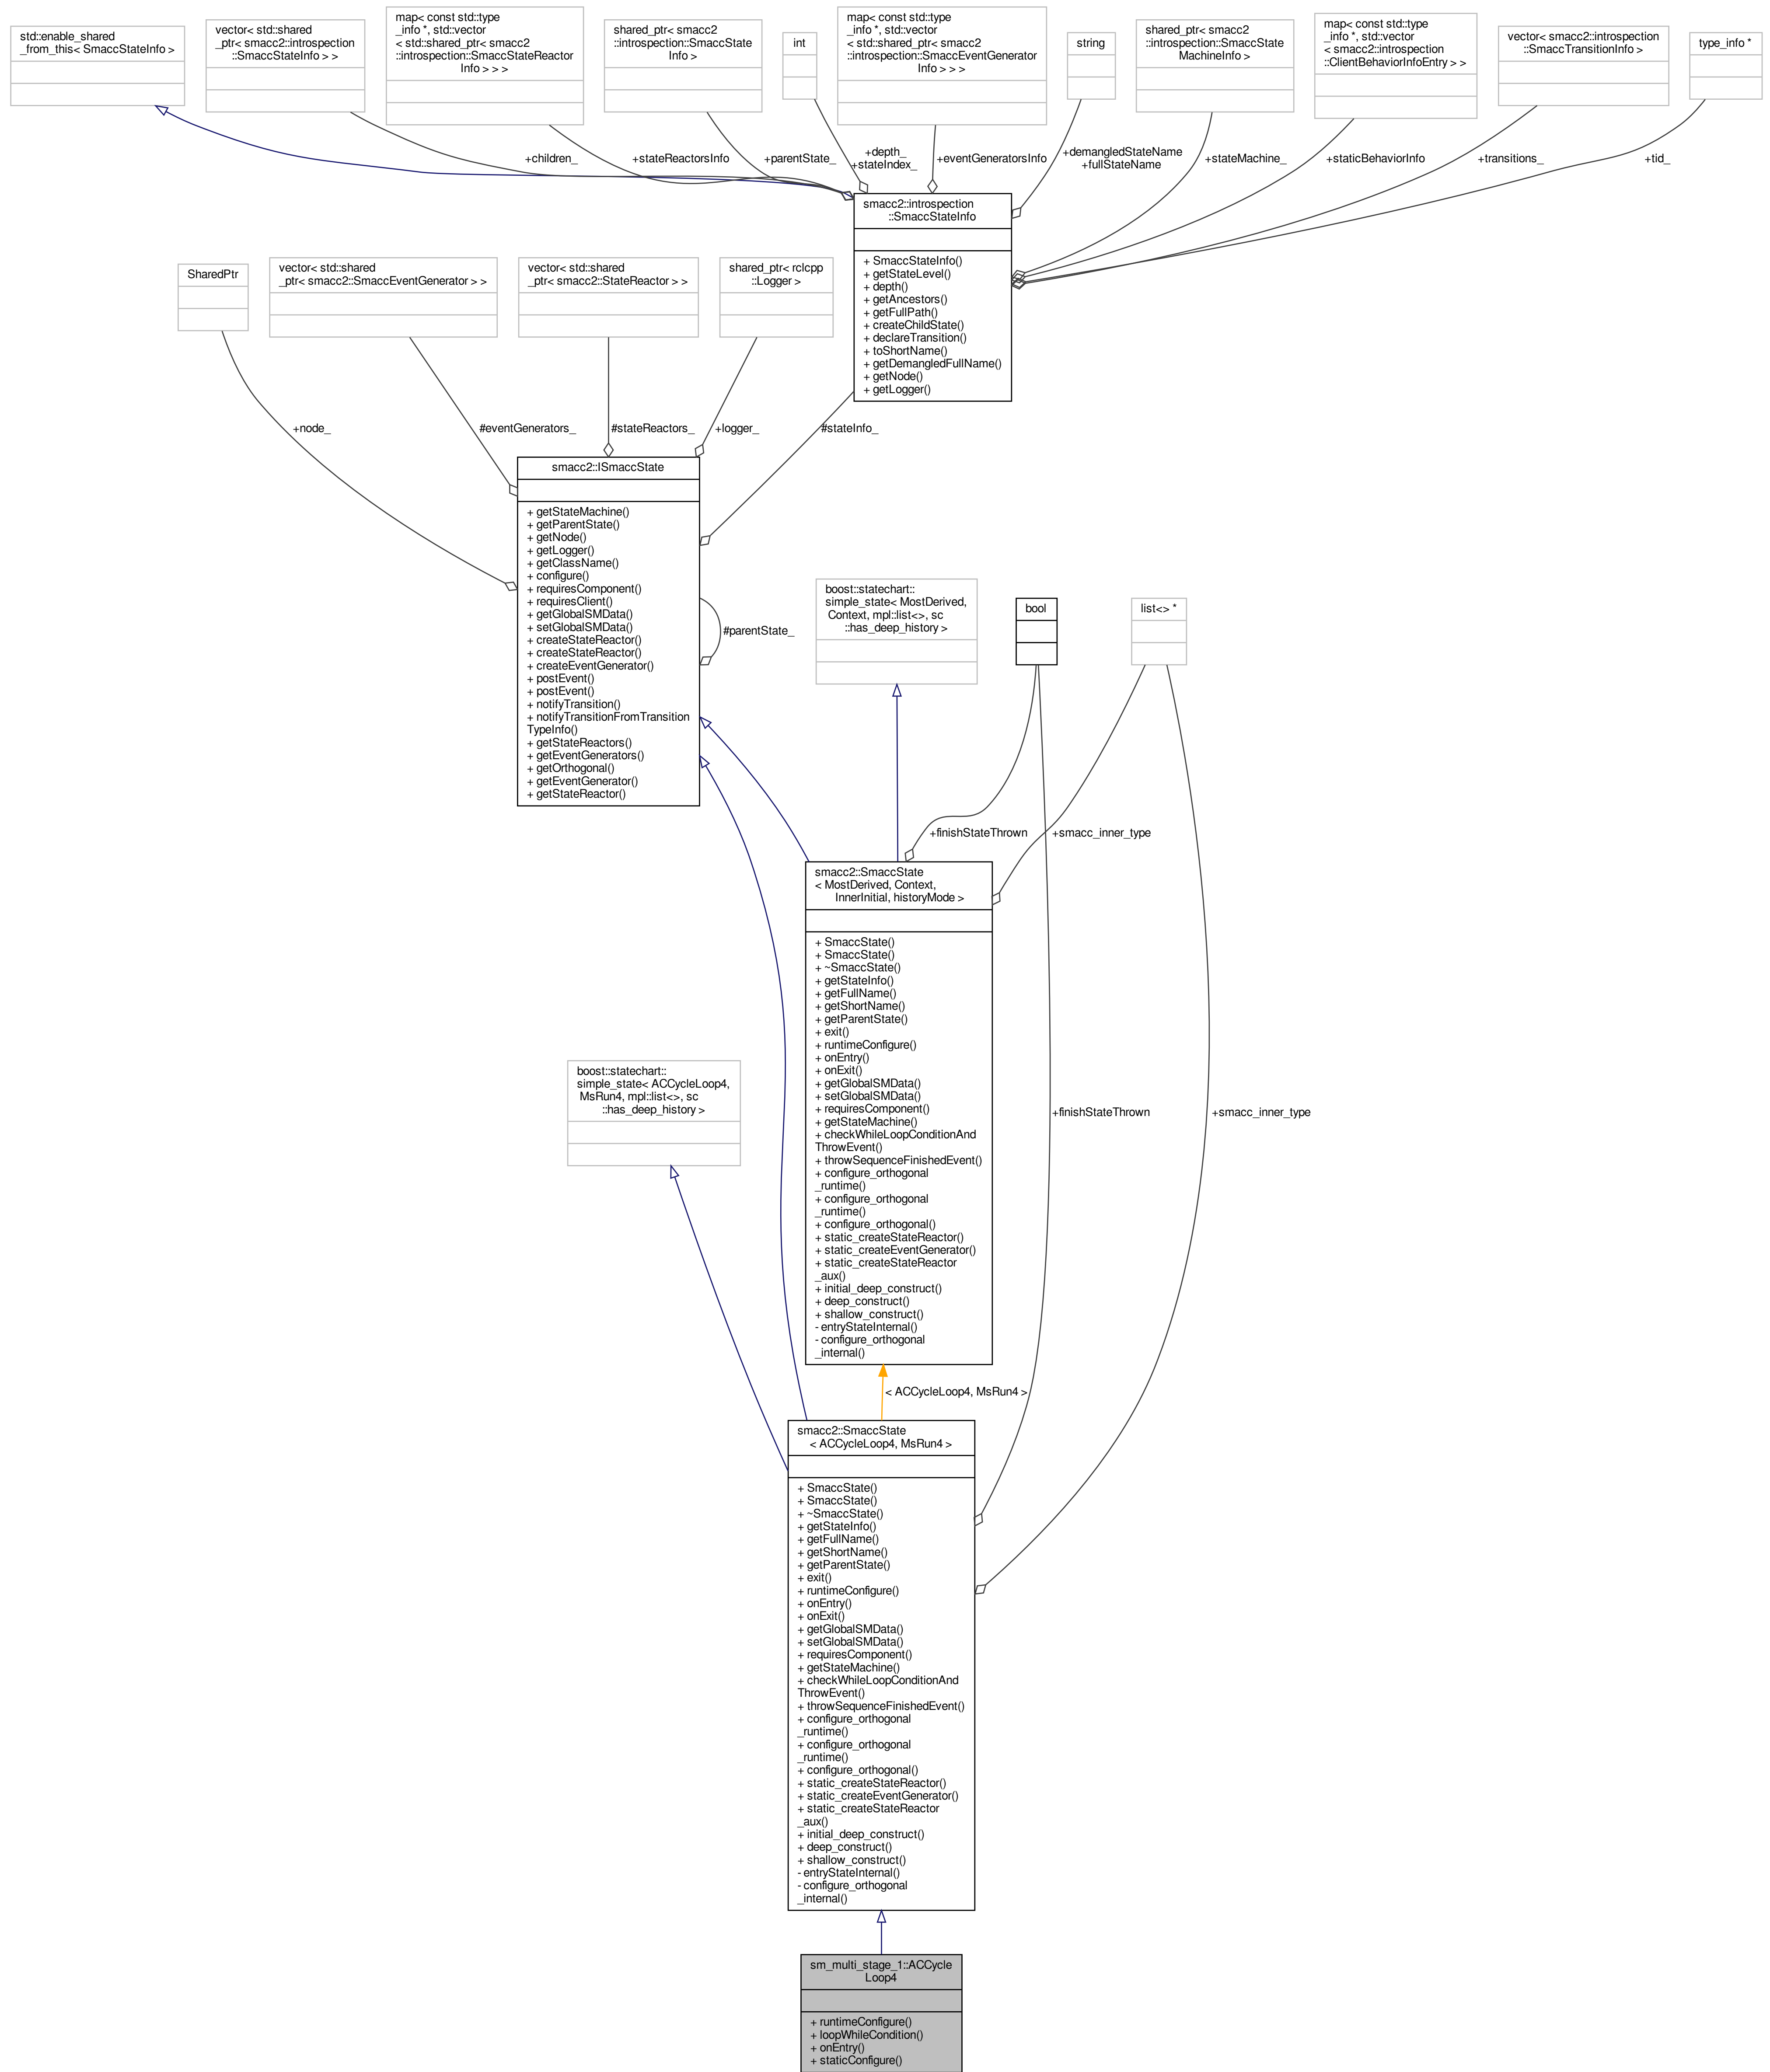 std::enable_shared
_from_this< SmaccStateInfo >
vector< std::shared
_ptr< smacc2::introspection
::SmaccStateInfo > >
map< const std::type
_info *, std::vector
< std::shared_ptr< smacc2
::introspection::SmaccStateReactor
Info > > >
shared_ptr< smacc2
::introspection::SmaccState
Info >
int
map< const std::type
_info *, std::vector
< std::shared_ptr< smacc2
::introspection::SmaccEventGenerator
Info > > >
string
shared_ptr< smacc2
::introspection::SmaccState
MachineInfo >
map< const std::type
_info *, std::vector
< smacc2::introspection
::ClientBehaviorInfoEntry > >
vector< smacc2::introspection
::SmaccTransitionInfo >
type_info *
+children_
+stateReactorsInfo
+parentState_
+depth_
+stateIndex_
+eventGeneratorsInfo
+demangledStateName
+fullStateName
+stateMachine_
+staticBehaviorInfo
+transitions_
+tid_
smacc2::introspection
::SmaccStateInfo
+ SmaccStateInfo()
+ getStateLevel()
+ depth()
+ getAncestors()
+ getFullPath()
+ createChildState()
+ declareTransition()
+ toShortName()
+ getDemangledFullName()
+ getNode()
+ getLogger()
SharedPtr
vector< std::shared
_ptr< smacc2::SmaccEventGenerator > >
vector< std::shared
_ptr< smacc2::StateReactor > >
shared_ptr< rclcpp
::Logger >
+node_
#eventGenerators_
#stateReactors_
+logger_
#stateInfo_
smacc2::ISmaccState
+ getStateMachine()
+ getParentState()
+ getNode()
+ getLogger()
+ getClassName()
+ configure()
+ requiresComponent()
+ requiresClient()
+ getGlobalSMData()
+ setGlobalSMData()
+ createStateReactor()
+ createStateReactor()
+ createEventGenerator()
+ postEvent()
+ postEvent()
+ notifyTransition()
+ notifyTransitionFromTransition
TypeInfo()
+ getStateReactors()
+ getEventGenerators()
+ getOrthogonal()
+ getEventGenerator()
+ getStateReactor()
#parentState_
boost::statechart::
simple_state< MostDerived,
Context, mpl::list<>, sc
::has_deep_history >
bool
list<> *
+finishStateThrown
+smacc_inner_type
smacc2::SmaccState
< MostDerived, Context,
InnerInitial, historyMode >
+ SmaccState()
+ SmaccState()
+ ~SmaccState()
+ getStateInfo()
+ getFullName()
+ getShortName()
+ getParentState()
+ exit()
+ runtimeConfigure()
+ onEntry()
+ onExit()
+ getGlobalSMData()
+ setGlobalSMData()
+ requiresComponent()
+ getStateMachine()
+ checkWhileLoopConditionAnd
ThrowEvent()
+ throwSequenceFinishedEvent()
+ configure_orthogonal
_runtime()
+ configure_orthogonal
_runtime()
+ configure_orthogonal()
+ static_createStateReactor()
+ static_createEventGenerator()
+ static_createStateReactor
_aux()
+ initial_deep_construct()
+ deep_construct()
+ shallow_construct()
- entryStateInternal()
- configure_orthogonal
_internal()
boost::statechart::
simple_state< ACCycleLoop4,
MsRun4, mpl::list<>, sc
::has_deep_history >
+finishStateThrown
+smacc_inner_type
< ACCycleLoop4, MsRun4 >
smacc2::SmaccState
< ACCycleLoop4, MsRun4 >
+ SmaccState()
+ SmaccState()
+ ~SmaccState()
+ getStateInfo()
+ getFullName()
+ getShortName()
+ getParentState()
+ exit()
+ runtimeConfigure()
+ onEntry()
+ onExit()
+ getGlobalSMData()
+ setGlobalSMData()
+ requiresComponent()
+ getStateMachine()
+ checkWhileLoopConditionAnd
ThrowEvent()
+ throwSequenceFinishedEvent()
+ configure_orthogonal
_runtime()
+ configure_orthogonal
_runtime()
+ configure_orthogonal()
+ static_createStateReactor()
+ static_createEventGenerator()
+ static_createStateReactor
_aux()
+ initial_deep_construct()
+ deep_construct()
+ shallow_construct()
- entryStateInternal()
- configure_orthogonal
_internal()
sm_multi_stage_1::ACCycle
Loop4
+ runtimeConfigure()
+ loopWhileCondition()
+ onEntry()
+ staticConfigure()